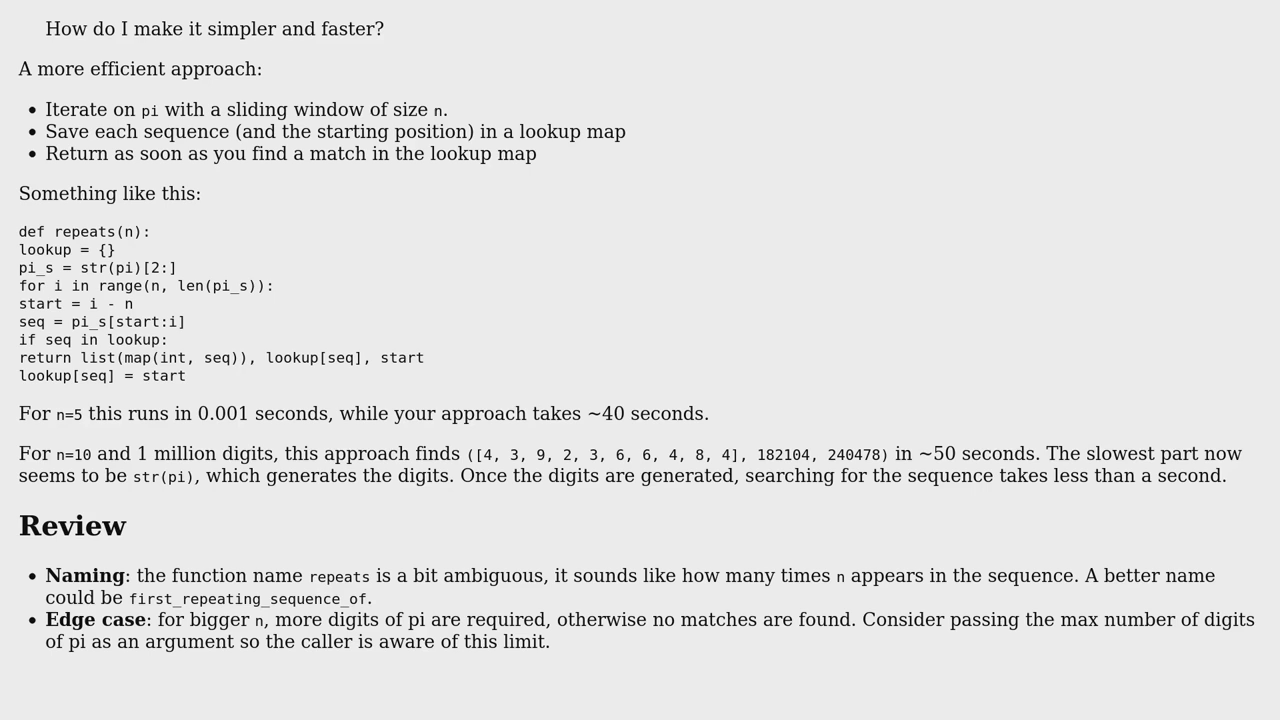 How do I make it simpler and faster?
A more efficient approach:
• Iterate on pi with a sliding window of size n.
• Save each sequence (and the starting position) in a lookup map
• Return as soon as you find a match in the lookup map
Something like this:
def repeats(n):
lookup = {}
pi_s = str(pi)[2:]
for i in range(n, len(pi_s)):
start = i - n
seq = pi_s[start:i]
if seq in lookup:
return list(map(int, seq)), lookup[seq], start
lookup[seq] = start
For n=5 this runs in 0.001 seconds, while your approach takes ~40 seconds.
For n=10 and 1 million digits, this approach finds ([4, 3, 9, 2, 3, 6, 6, 4, 8, 4], 182104, 240478) in ~50 seconds. The slowest part now
seems to be str(pi), which generates the digits. Once the digits are generated, searching for the sequence takes less than a second.
Review
• Naming: the function name repeats is a bit ambiguous, it sounds like how many times n appears in the sequence. A better name
could be first_repeating_sequence_of.
• Edge case: for bigger n, more digits of pi are required, otherwise no matches are found. Consider passing the max number of digits
of pi as an argument so the caller is aware of this limit.